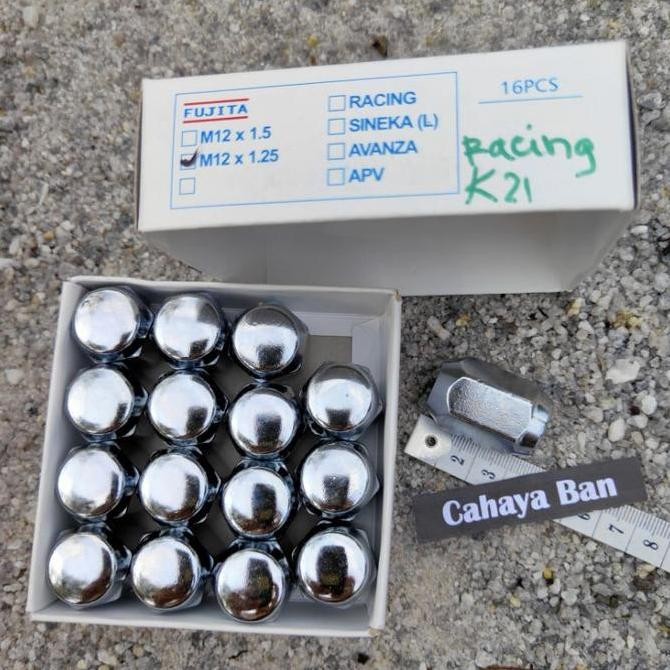 FUJITA
M12 x 1.5
M12 x 1.25
RACING
SINEKA (L)
AVANZA
APV
16PCS
Racing
K21
2 3
Cahaya Ban
7 8